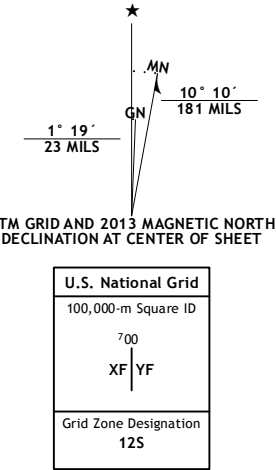 ★
MN
GN
10° 10´
181 MILS
1° 19´
23 MILS
TM GRID AND 2013 MAGNETIC NORTH
DECLINATION AT CENTER OF SHEET
U.S. National Grid
100,000-m Square ID
⁷00
XF YF
Grid Zone Designation
12S